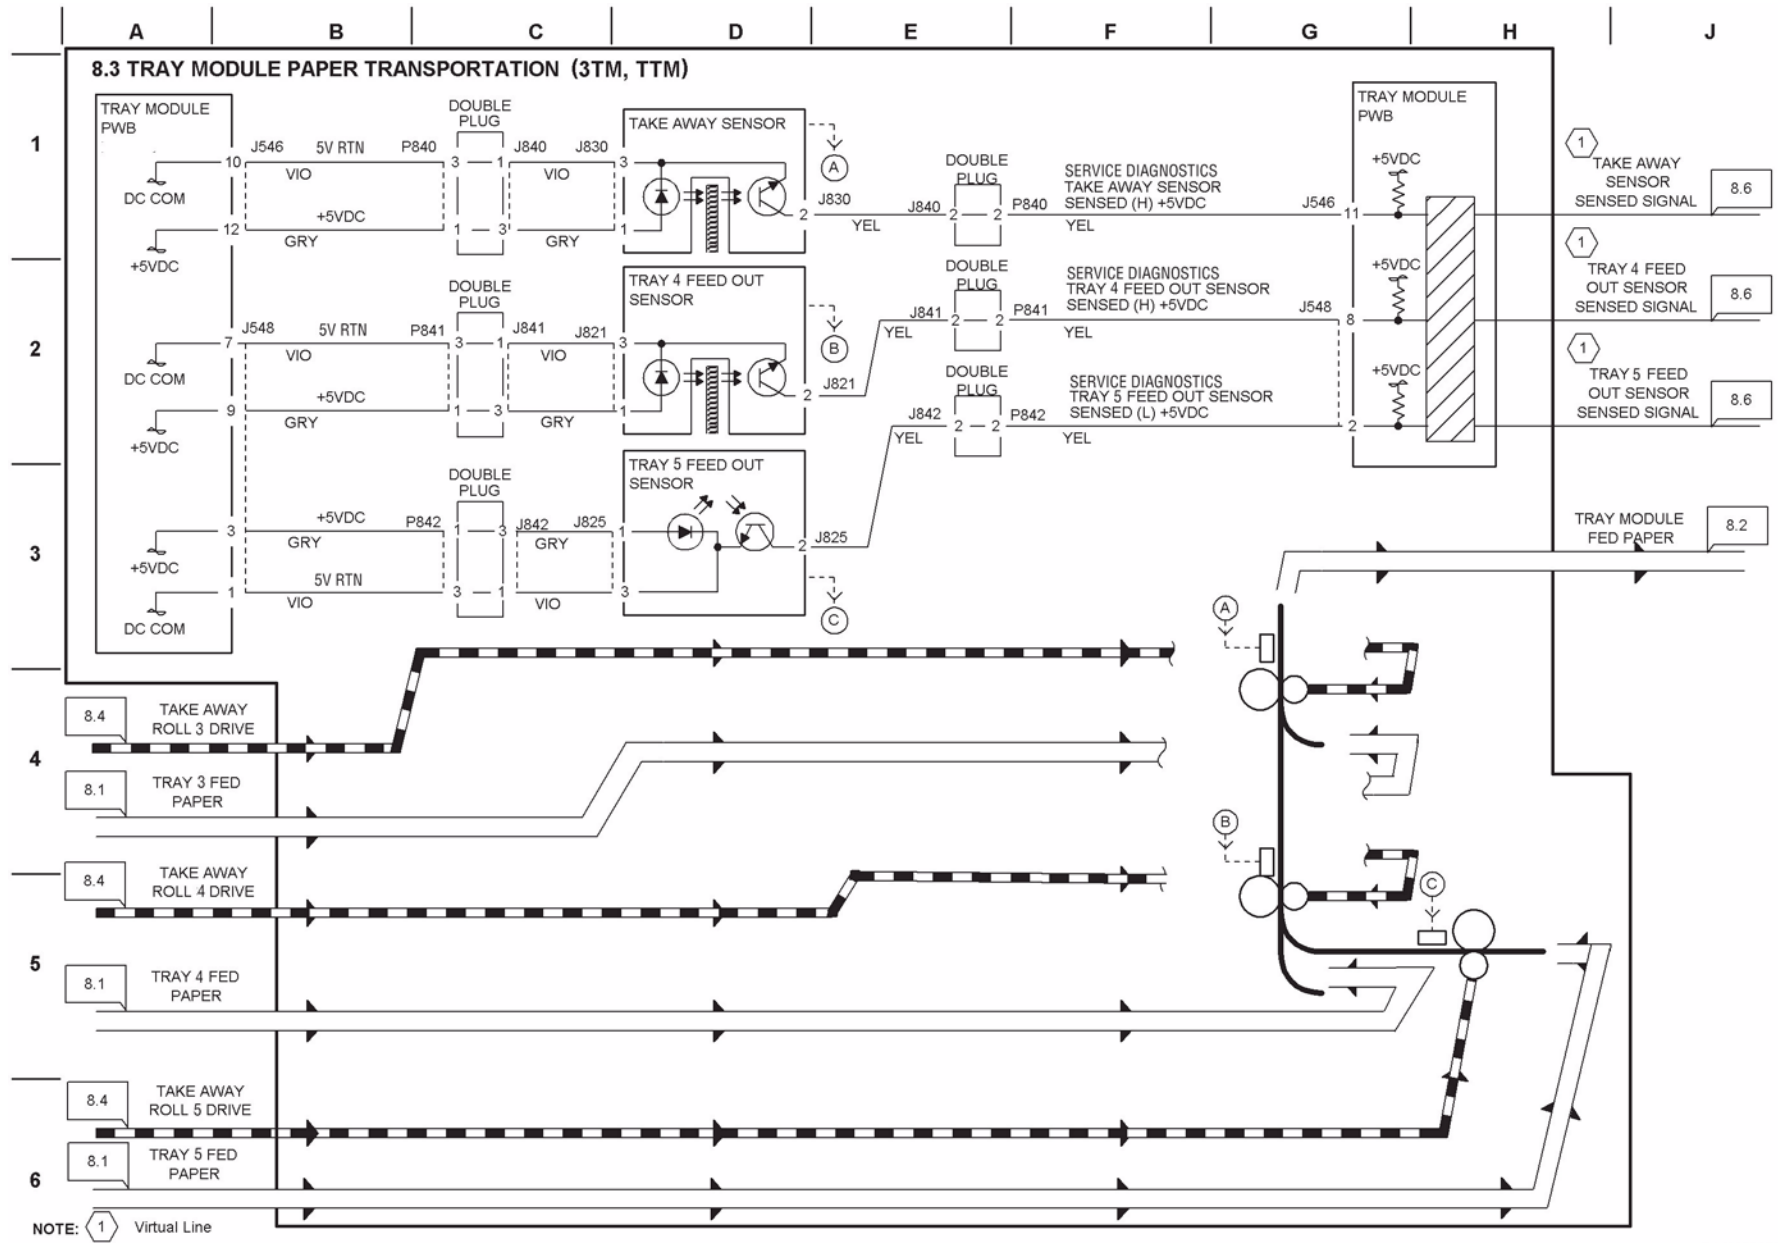 A B C D E F G H J
8.3 TRAY MODULE PAPER TRANSPORTATION (3TM, TTM)
1
TRAY MODULE
PWB
10
DC COM
12
+5VDC
J546 5V RTN P840
VIO
+5VDC
GRY
DOUBLE
PLUG
3 1
1 3
J840 J830
VIO
GRY
TAKE AWAY SENSOR
3
1
2
A
J830
YEL
J840
DOUBLE
PLUG
2 2
P840
SERVICE DIAGNOSTICS
TAKE AWAY SENSOR
SENSED (H) +5VDC
YEL
J546
TRAY MODULE
PWB
+5VDC
11
1
TAKE AWAY
SENSOR
SENSED SIGNAL
8.6
2
7
DC COM
9
+5VDC
J548 5V RTN P841
VIO
+5VDC
GRY
DOUBLE
PLUG
3 1
1 3
J841 J821
VIO
GRY
TRAY 4 FEED OUT
SENSOR
3
1
2
B
J821
YEL
J841
DOUBLE
PLUG
2 2
P841
SERVICE DIAGNOSTICS
TRAY 4 FEED OUT SENSOR
SENSED (H) +5VDC
YEL
J548
+5VDC
8
1
TRAY 4 FEED
OUT SENSOR
SENSED SIGNAL
8.6
J842
YEL
DOUBLE
PLUG
2 2
P842
SERVICE DIAGNOSTICS
TRAY 5 FEED OUT SENSOR
SENSED (L) +5VDC
YEL
+5VDC
2
1
TRAY 5 FEED
OUT SENSOR
SENSED SIGNAL
8.6
3
3
+5VDC
1
DC COM
+5VDC P842
GRY
5V RTN
VIO
DOUBLE
PLUG
1 3
3 1
J842 J825
GRY
VIO
TRAY 5 FEED OUT
SENSOR
1
3
2
J825
C
TRAY MODULE
FED PAPER
8.2
A
4
8.4
TAKE AWAY
ROLL 3 DRIVE
8.1
TRAY 3 FED
PAPER
B
8.4
TAKE AWAY
ROLL 4 DRIVE
C
5
8.1
TRAY 4 FED
PAPER
8.4
TAKE AWAY
ROLL 5 DRIVE
6
8.1
TRAY 5 FED
PAPER
NOTE: 1 Virtual Line